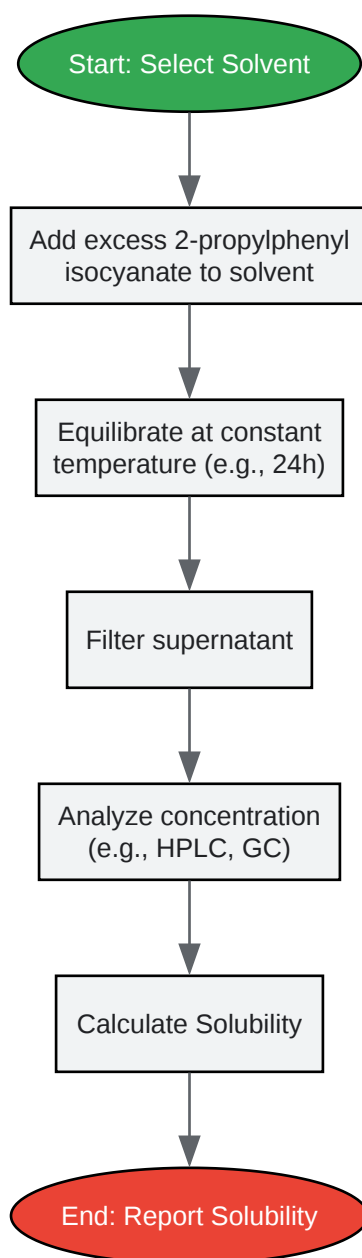 Start: Select Solvent
Add excess 2-propylphenyl
isocyanate to solvent
Equilibrate at constant
temperature (e.g., 24h)
Filter supernatant
Analyze concentration
(e.g., HPLC, GC)
Calculate Solubility
End: Report Solubility